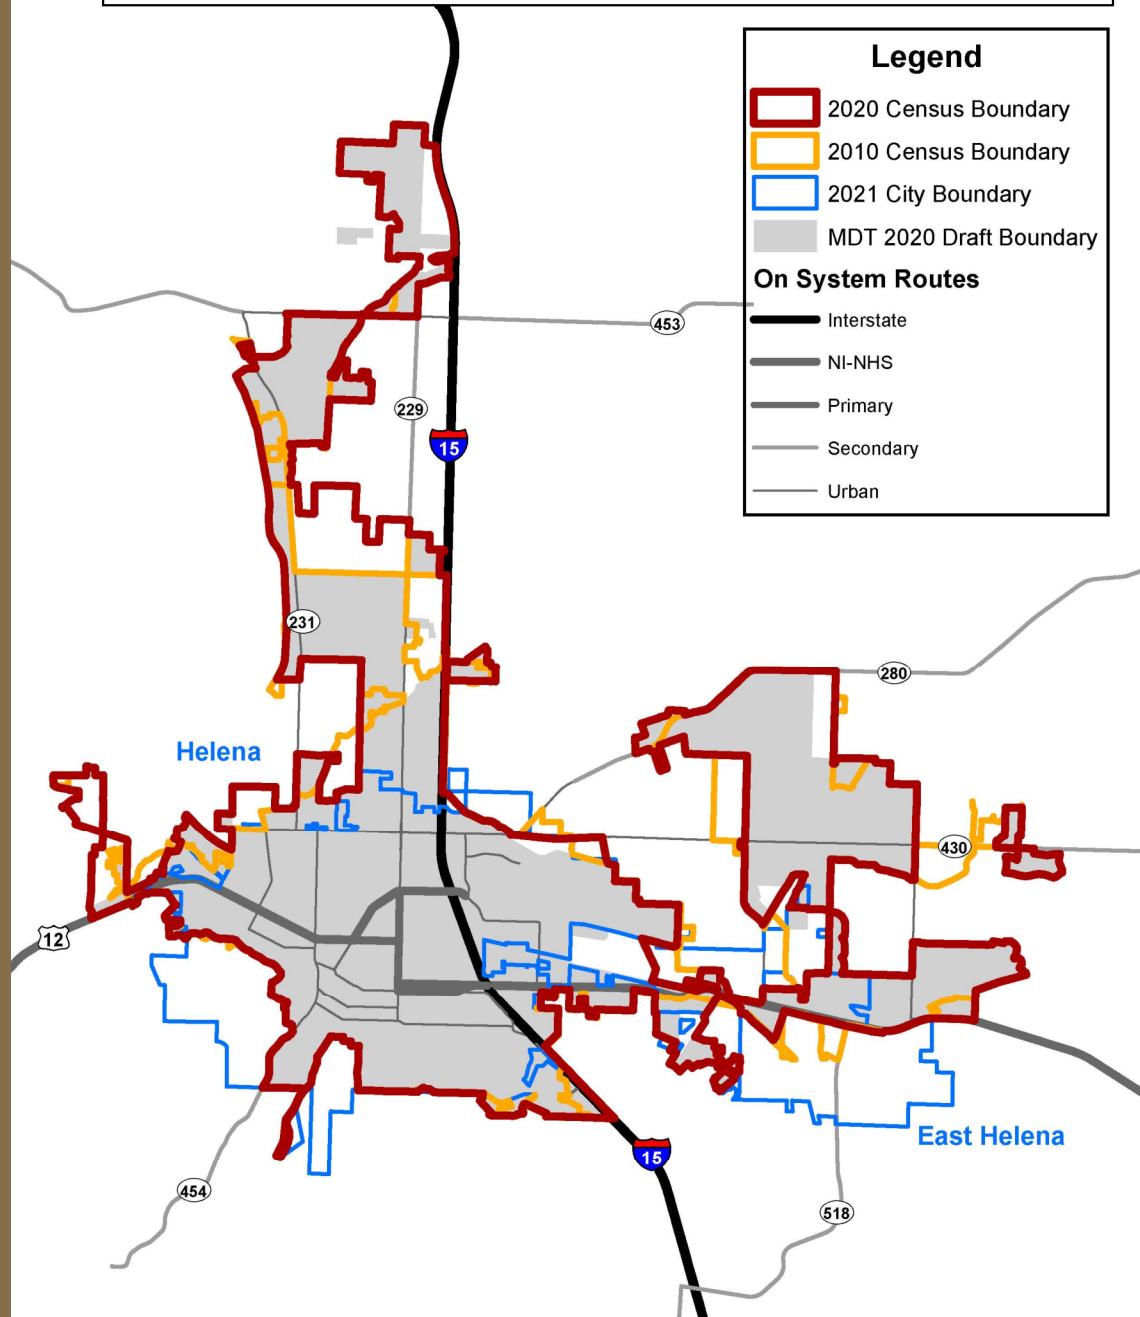 Legend
2020 Census Boundary
2010 Census Boundary
2021 City Boundary
MDT 2020 Draft Boundary
On System Routes
Interstate
NI-NHS
Primary
Secondary
Urban
453
229
15
231
280
Helena
430
12
East Helena
15
454
518